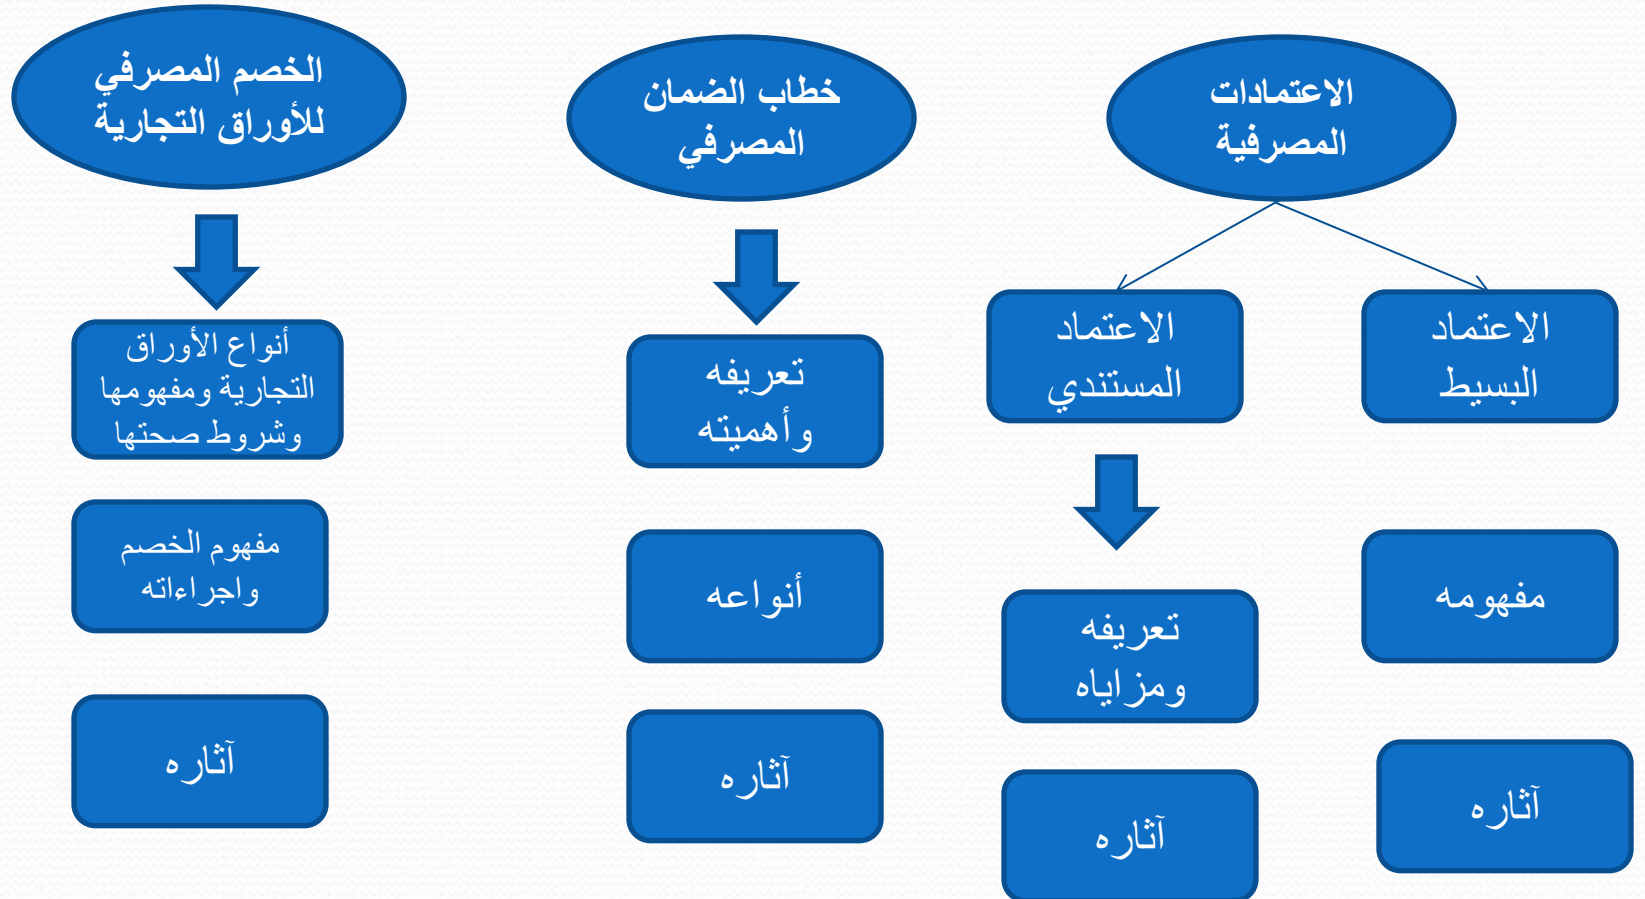 الاعتمادات
المصرفية
الاعتماد
البسيط
مفهومه
آثاره
الاعتماد
المستندي
تعريفه
ومزاياه
آثاره
خطاب الضمان
المصرفي
تعريفه
وأهميته
أنواعه
آثاره
الخصم المصرفي
للأوراق التجارية
أنواع الأوراق
التجارية ومفهومها
وشروط صحتها
مفهوم الخصم
واجراءاته
آثاره